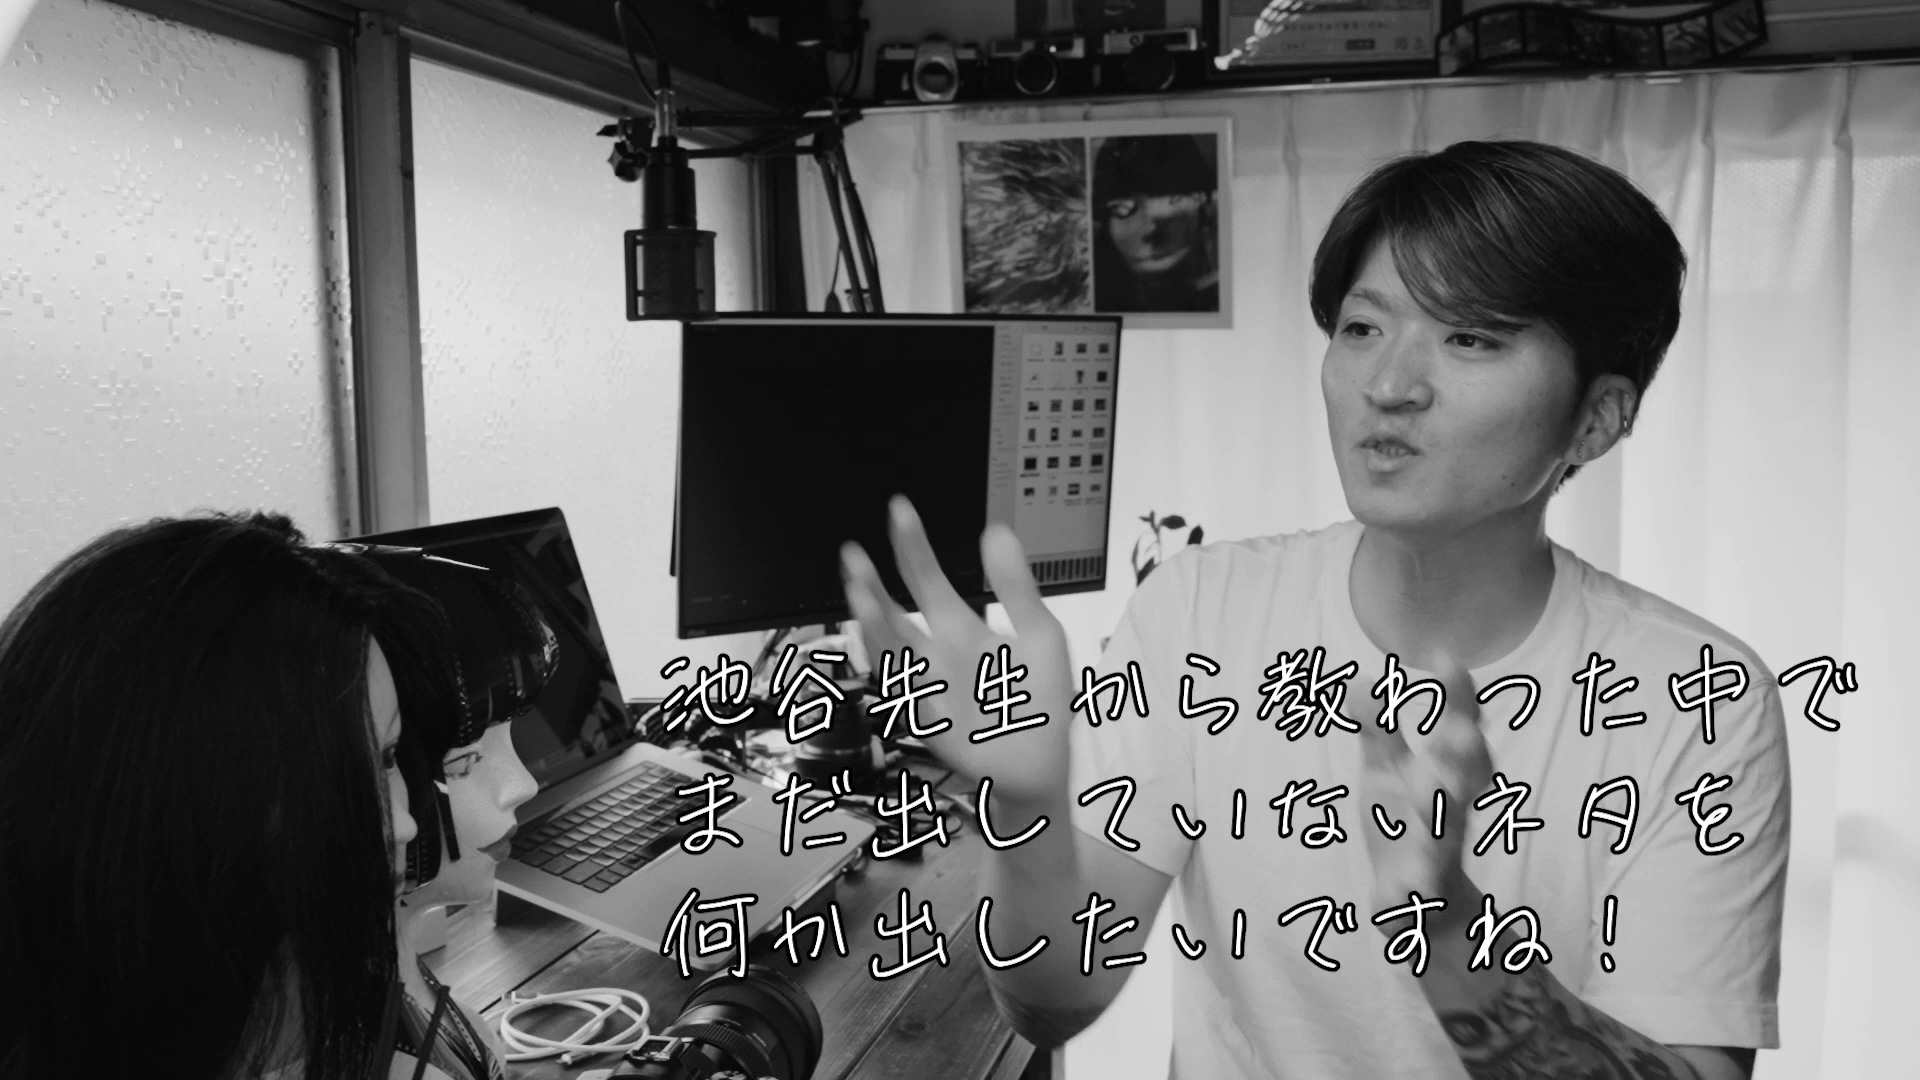 池谷先生から教わった中で
まだ出していないネタを
何か出したいですね！